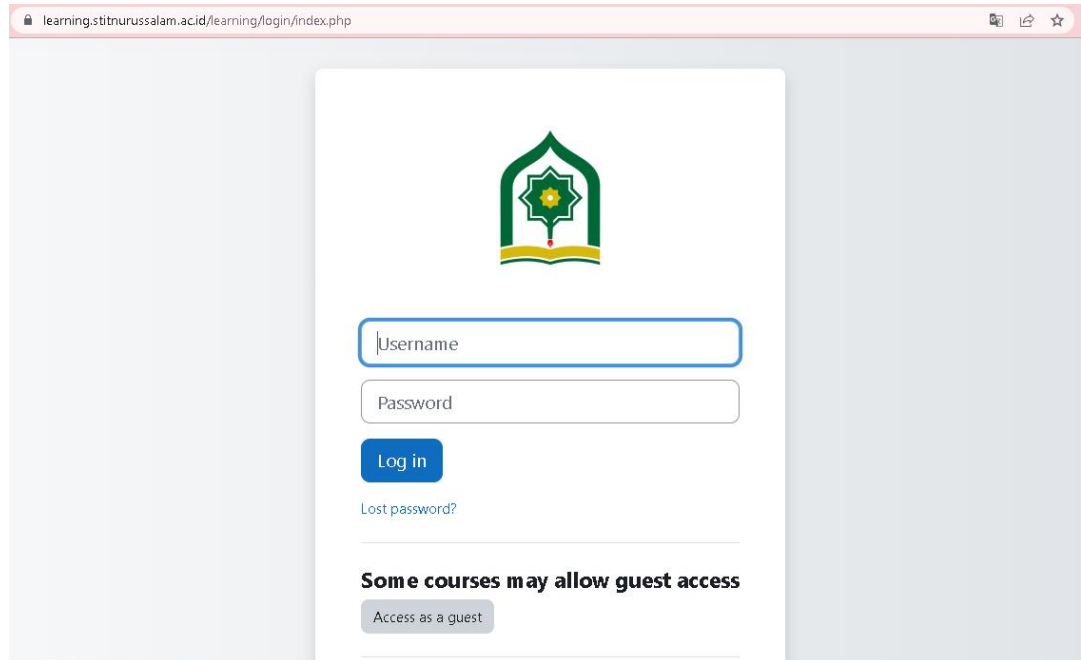 learning.stitnurussalam.ac.id/learning/login/index.php
Username
Password
Log in
Lost password?
Some courses may allow guest access
Access as a guest